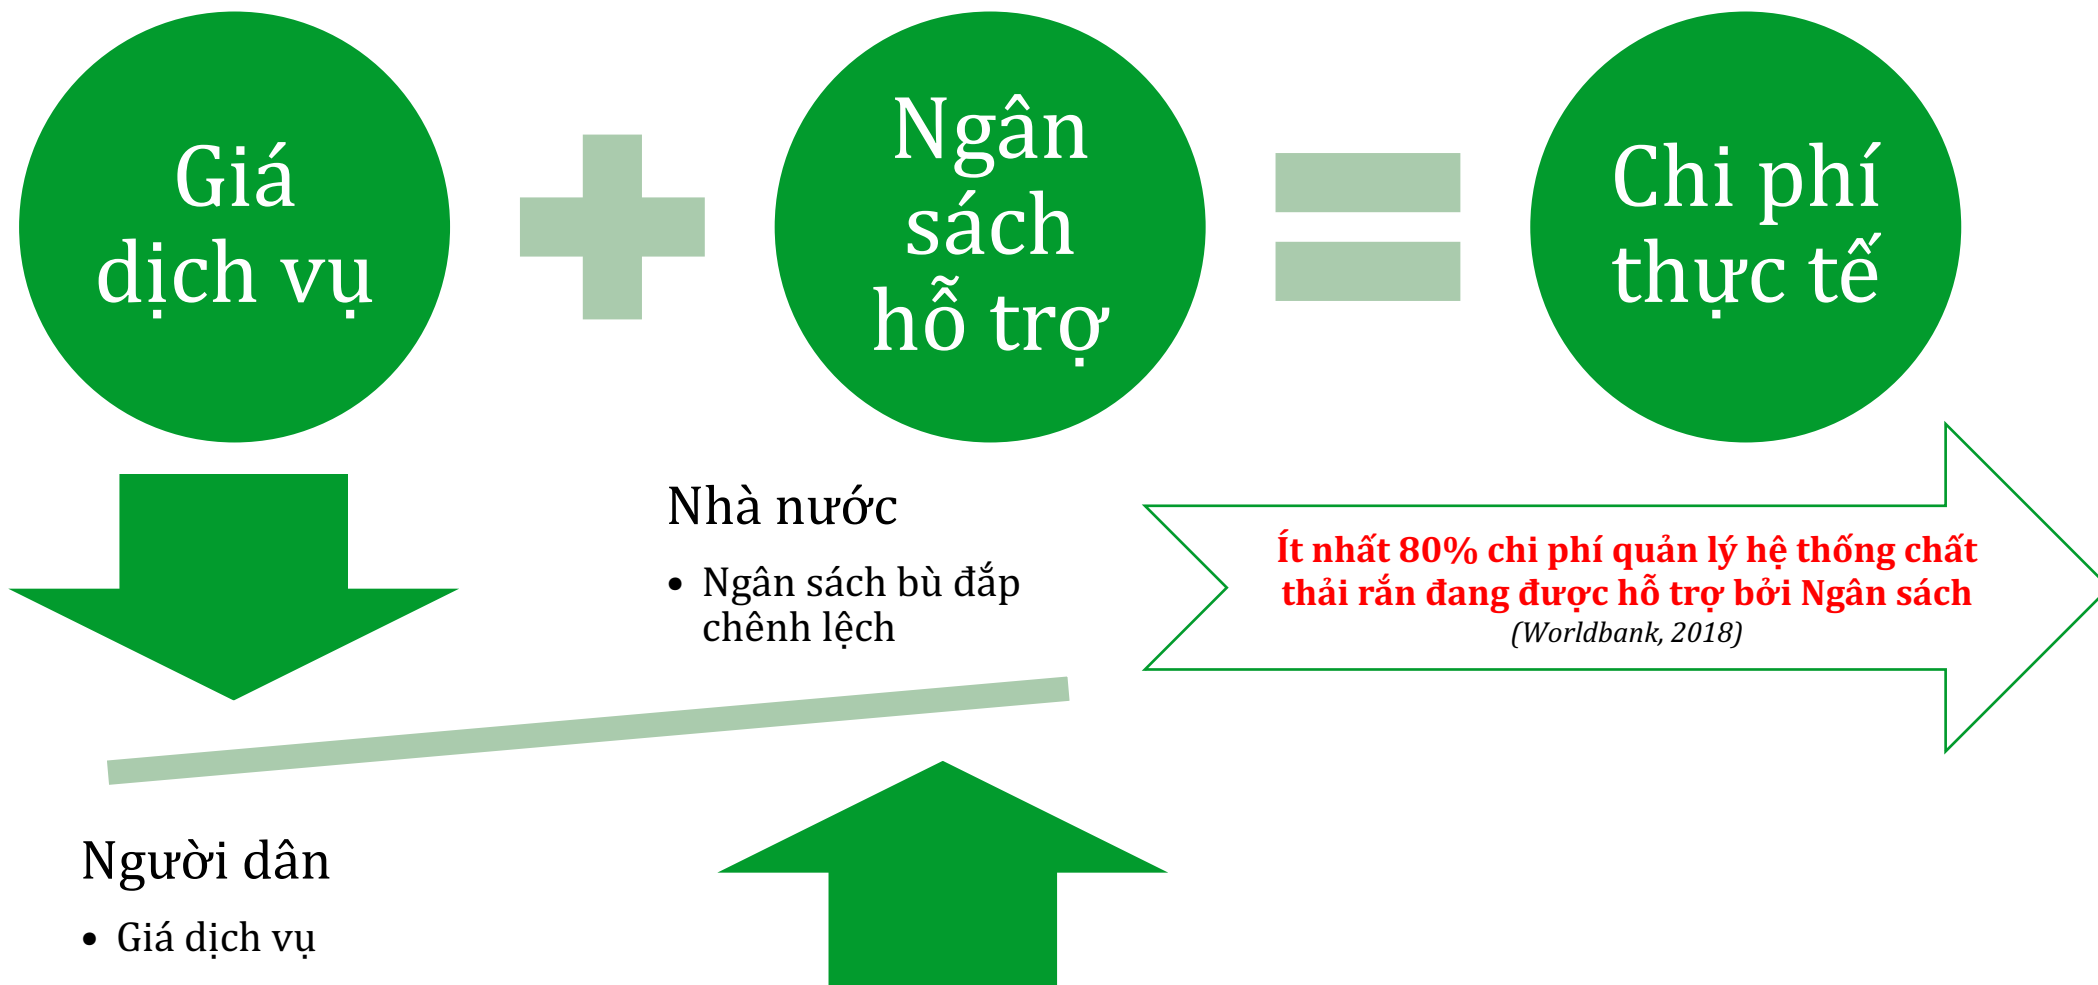 Giá
dịch vụ
Ngân
sách
hỗ trợ
Chi phí
thực tế
Nhà nước
• Ngân sách bù đắp
chênh lệch
Ít nhất 80% chi phí quản lý hệ thống chất
thải rắn đang được hỗ trợ bởi Ngân sách
(Worldbank, 2018)
Người dân
• Giá dịch vụ